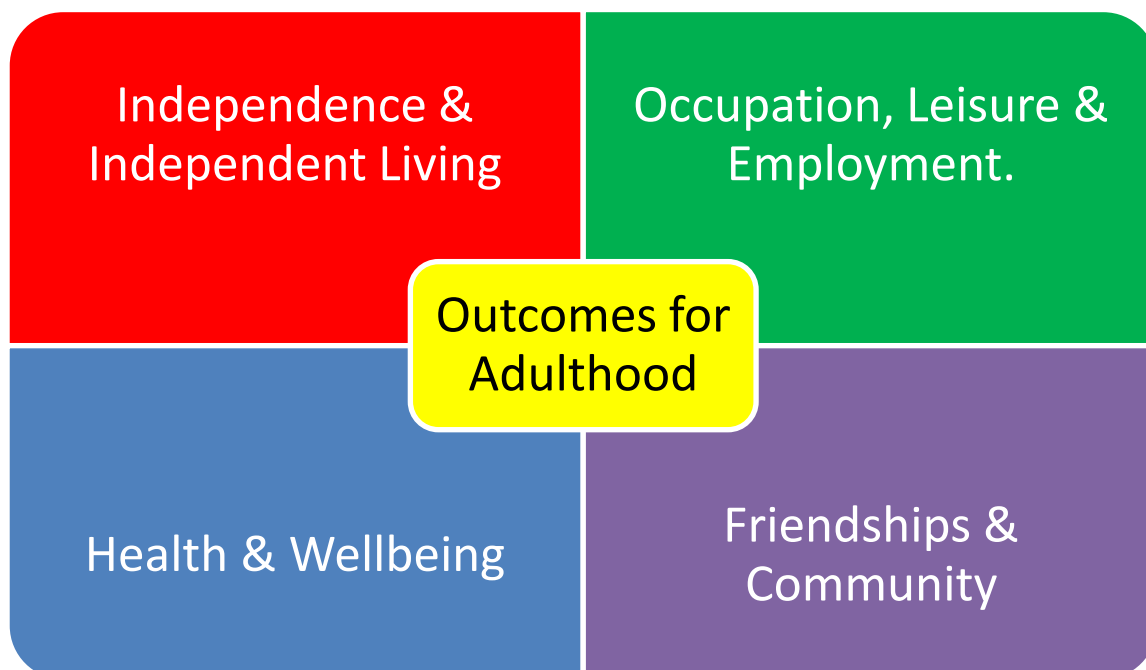 Independence &
Independent Living
Occupation, Leisure &
Employment.
Outcomes for
Adulthood
Health & Wellbeing
Friendships &
Community